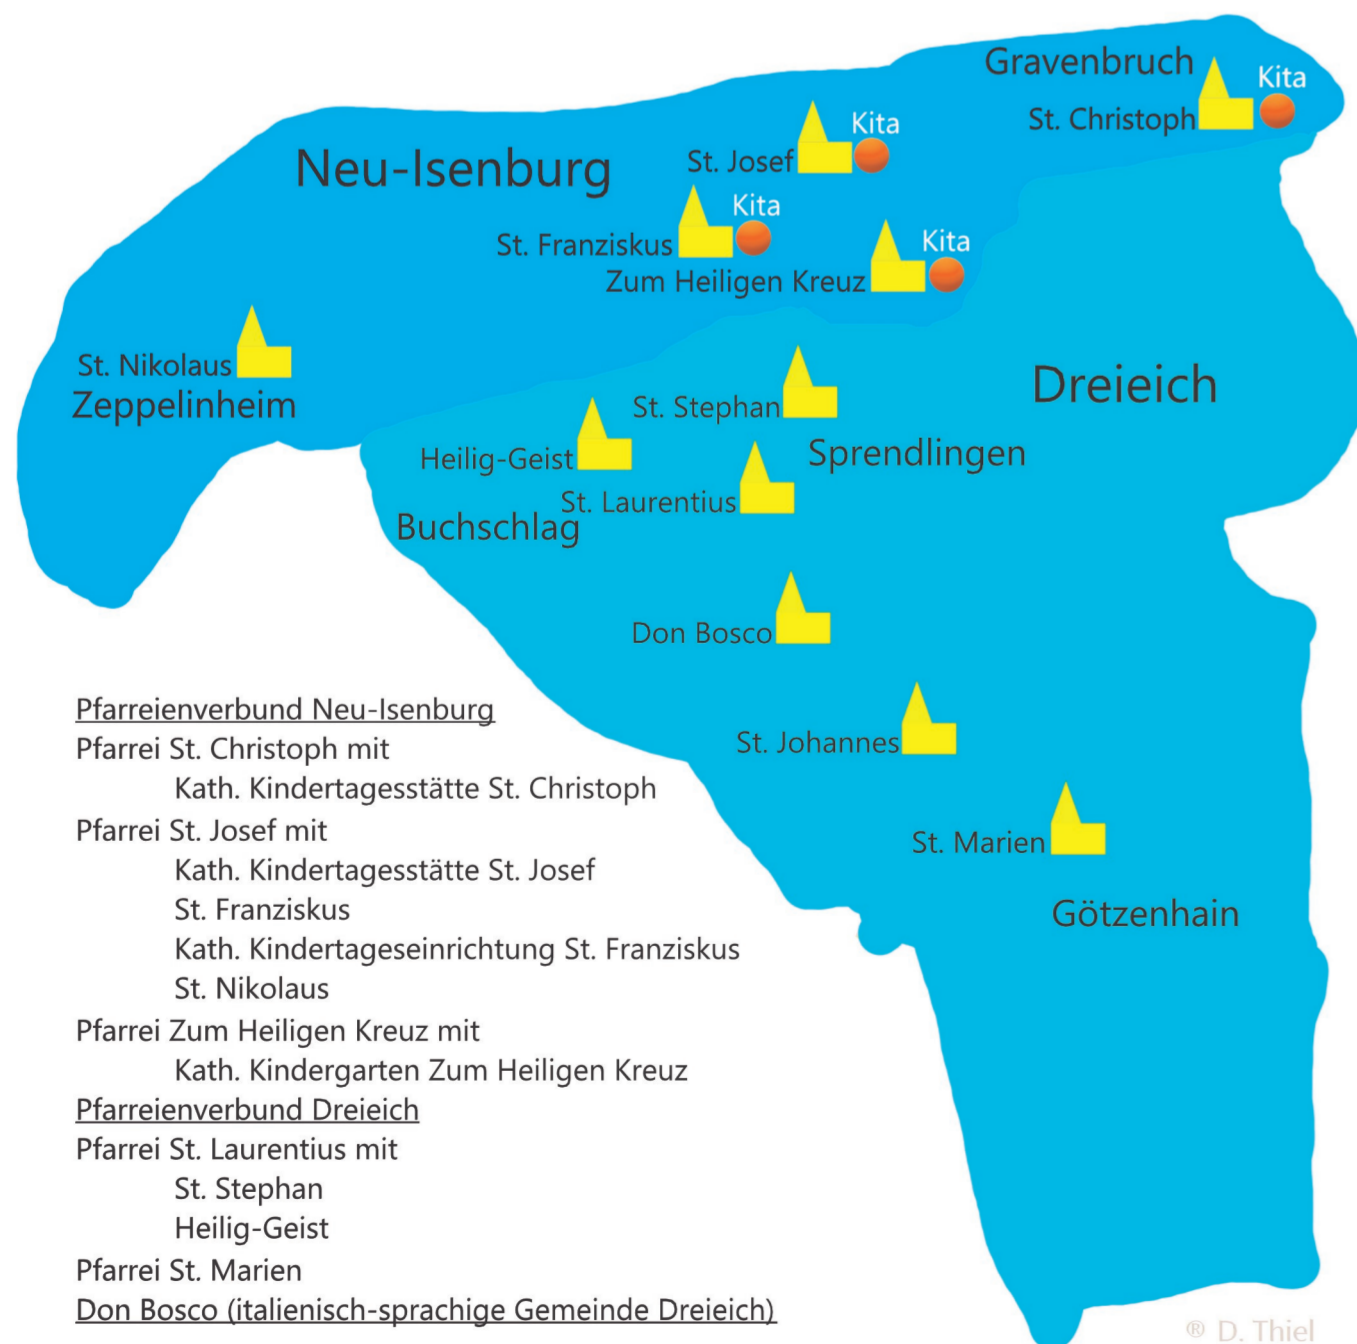 Gravenbruch
Kita
St. Christoph
Kita
St. Josef
Neu-Isenburg
Kita
St. Franziskus
Kita
Zum Heiligen Kreuz
St. Nikolaus
Zeppelinheim
Dreieich
St. Stephan
Sprendlingen
Heilig-Geist
St. Laurentius
Buchschlag
Don Bosco
St. Johannes
St. Marien
Götzenhain
Pfarreienverbund Neu-Isenburg
Pfarrei St. Christoph mit
Kath. Kindertagesstätte St. Christoph
Pfarrei St. Josef mit
Kath. Kindertagesstätte St. Josef
St. Franziskus
Kath. Kindertageseinrichtung St. Franziskus
St. Nikolaus
Pfarrei Zum Heiligen Kreuz mit
Kath. Kindergarten Zum Heiligen Kreuz
Pfarreienverbund Dreieich
Pfarrei St. Laurentius mit
St. Stephan
Heilig-Geist
Pfarrei St. Marien
Don Bosco (italienisch-sprachige Gemeinde Dreieich)
® D. Thiel